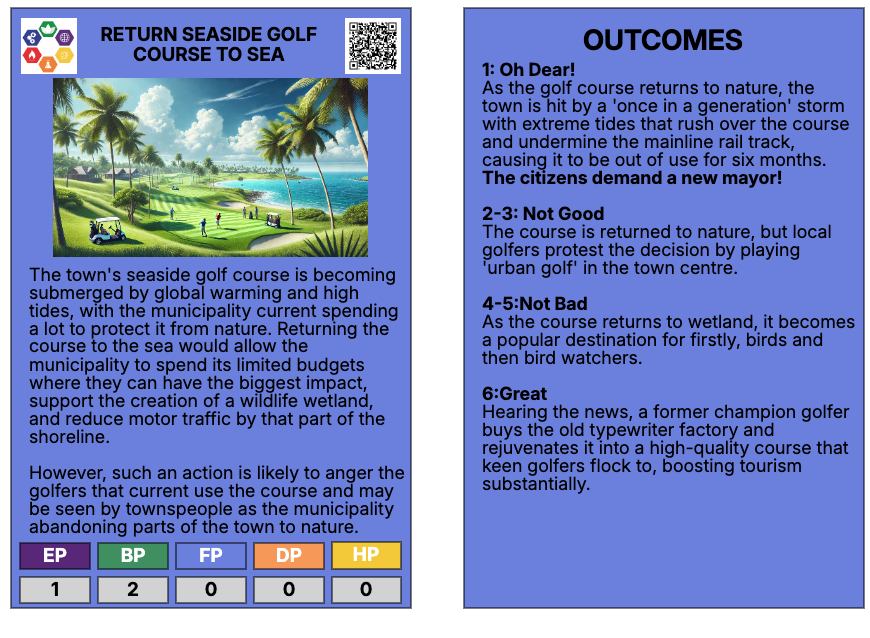 RETURN SEASIDE GOLF
COURSE TO SEA
The town's seaside golf course is becoming
submerged by global warming and high
tides, with the municipality current spending
a lot to protect it from nature. Returning the
course to the sea would allow the
municipality to spend its limited budgets
where they can have the biggest impact,
support the creation of a wildlife wetland,
and reduce motor traffic by that part of the
shoreline.
However, such an action is likely to anger the
golfers that current use the course and may
be seen by townspeople as the municipality
abandoning parts of the town to nature.
EP BP FP DP HP
1 2 0 0 0
OUTCOMES
1: Oh Dear!
As the golf course returns to nature, the
town is hit by a 'once in a generation' storm
with extreme tides that rush over the course
and undermine the mainline rail track,
causing it to be out of use for six months.
The citizens demand a new mayor!
2-3: Not Good
The course is returned to nature, but local
golfers protest the decision by playing
'urban golf' in the town centre.
4-5:Not Bad
As the course returns to wetland, it becomes
a popular destination for firstly, birds and
then bird watchers.
6:Great
Hearing the news, a former champion golfer
buys the old typewriter factory and
rejuvenates it into a high-quality course that
keen golfers flock to, boosting tourism
substantially.